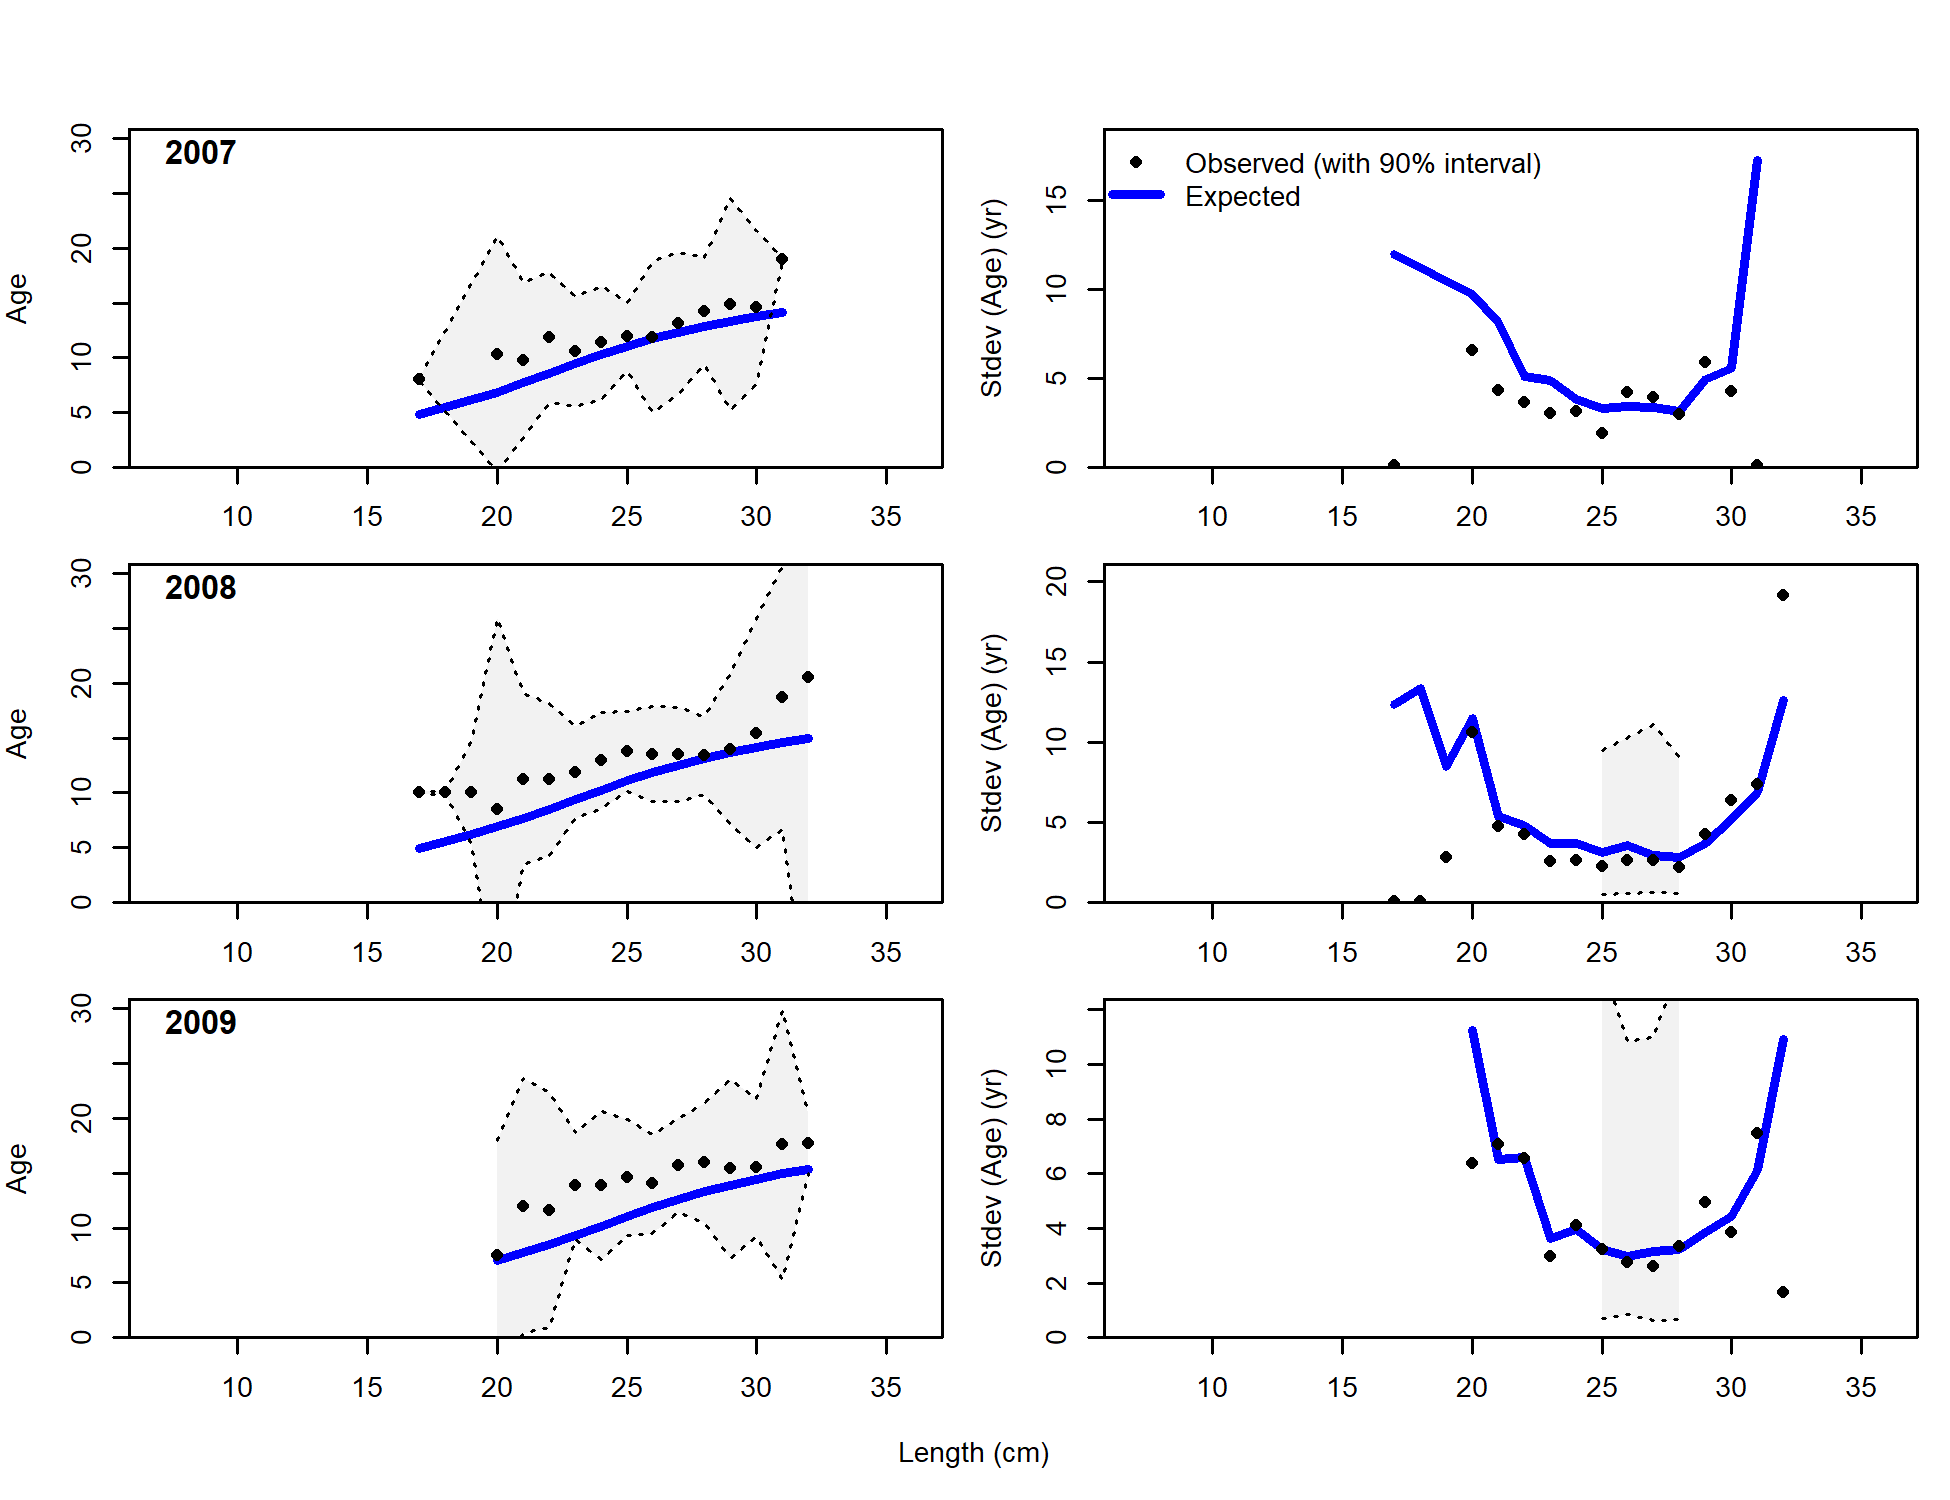 2007
Age
0 5 10 20 30
10 15 20 25 30 35
Observed (with 90% interval)
Expected
Stdev (Age) (yr)
0 5 10 15
10 15 20 25 30 35
2008
Age
0 5 10 20 30
10 15 20 25 30 35
Stdev (Age) (yr)
0 5 10 15 20
10 15 20 25 30 35
2009
Age
0 5 10 20 30
10 15 20 25 30 35
Stdev (Age) (yr)
0 2 4 6 8 10
10 15 20 25 30 35
Length (cm)